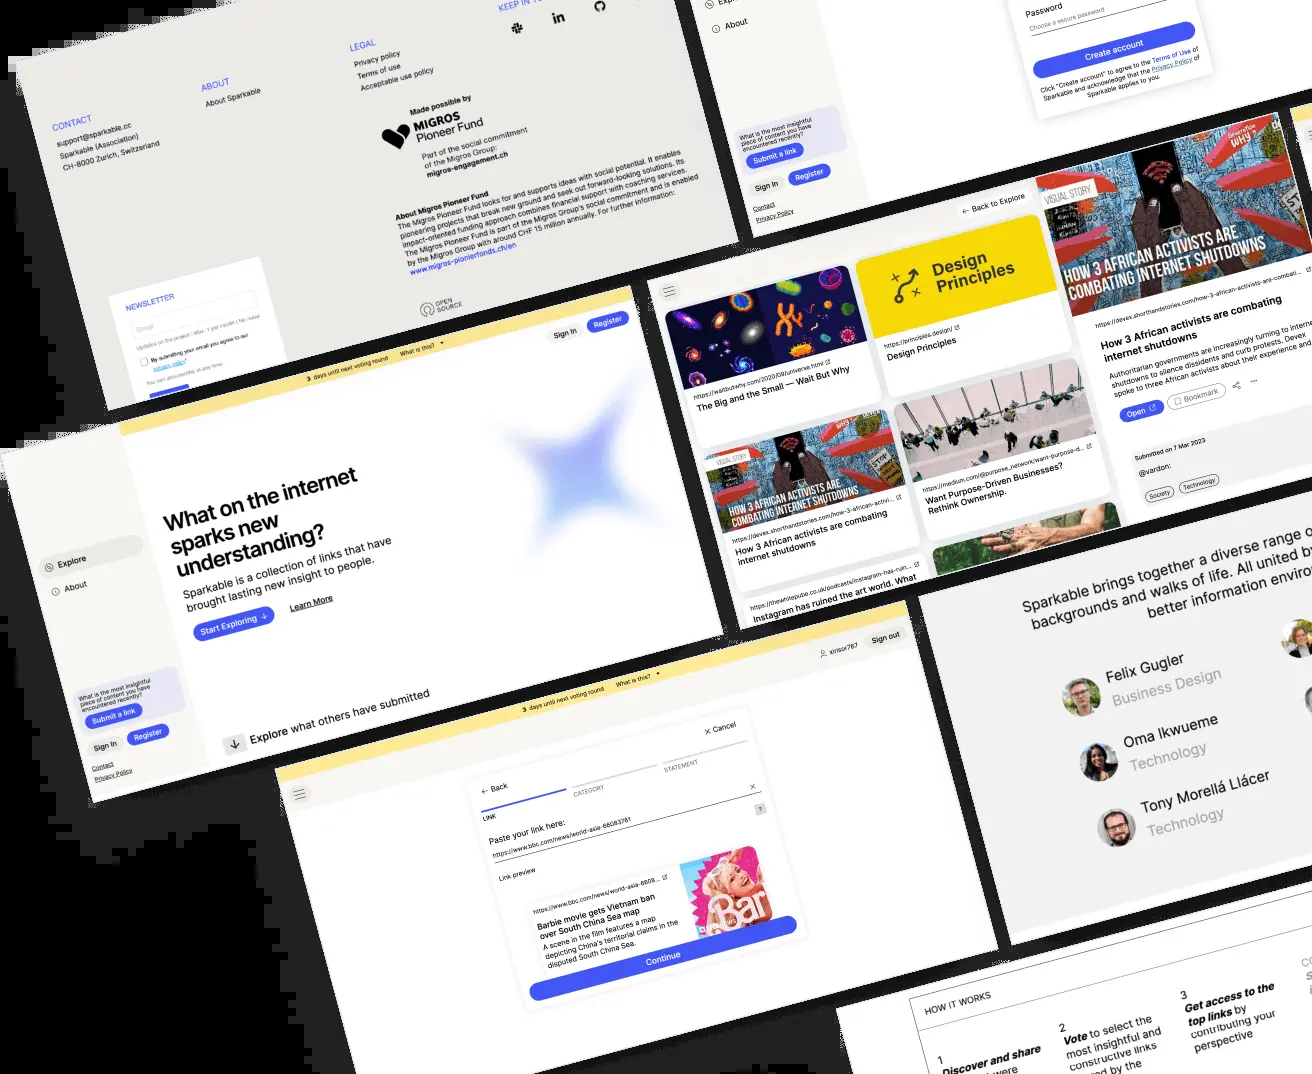 KEEP IN
CONTACT
support@sparkable.cc
Sparkable (Association)
CH-8000 Zurich, Switzerland
ABOUT
About Sparkable
LEGAL
Privacy policy
Terms of use
Acceptable use policy
Made possible by
MIGROS
Pioneer Fund
Part of the social commitment
of the Migros Group:
migros-engagement.ch
About Migros Pioneer Fund
The Migros Pioneer Fund looks for and supports ideas with social potential. It enables
pioneering projects that break new ground and seek out forward-looking solutions. Its
impact-oriented funding approach combines financial support with coaching services.
The Migros Pioneer Fund is part of the Migros Group's social commitment and is enabled
by the Migros Group with around CHF 15 million annually. For further information:
www.migros-pionierfonds.ch/en
OPEN
SOURCE
NEWSLETTER
Email
Updates on the project · Max. 1 per month | No noise
By submitting your email you agree to our
privacy policy*
You can unsubscribe at any time.
About
What is the most insightful
piece of content you have
encountered recently?
Submit a link
Sign In
Register
Contact
Privacy Policy
Password
Choose a secure password
Create account
Click "Create account" to agree to the Terms of Use of
Sparkable and acknowledge that the Privacy Policy of
Sparkable applies to you.
3 days until next voting round
What is this?
Sign In
Register
What on the internet
sparks new
understanding?
Sparkable is a collection of links that have
brought lasting new insight to people.
Start Exploring ↓
Learn More
Explore
About
What is the most insightful
piece of content you have
encountered recently?
Submit a link
Sign In
Register
Contact
Privacy Policy
↓ Explore what others have submitted
← Back to Explore
https://waitbutwhy.com/2020/09/universe.html
The Big and the Small — Wait But Why
Design
Principles
https://principles.design/
Design Principles
VISUAL STORY
HOW 3 AFRICAN ACTIVISTS ARE
COMBATING INTERNET SHUTDOWNS
https://devex.shorthandstories.com/how-3-african-activi...
How 3 African activists are combating
internet shutdowns
https://medium.com/@purpose_network/want-purpose-d...
Want Purpose-Driven Businesses?
Rethink Ownership.
https://thewhitepube.co.uk/podcasts/instagram-has-ruin...
Instagram has ruined the art world. What
VISUAL STORY
WHY?
HOW 3 AFRICAN ACTIVISTS ARE
COMBATING INTERNET SHUTDOWNS
https://devex.shorthandstories.com/how-3-african-activists-are-combati...
How 3 African activists are combating
internet shutdowns
Authoritarian governments are increasingly turning to interne
shutdowns to silence dissidents and curb protests. Devex
spoke to three African activists about their experience and
Open
Bookmark
Submitted on 7 Mar 2023
@vardon:
Society
Technology
3 days until next voting round
What is this?
xinsor787
Sign out
← Back
× Cancel
LINK
CATEGORY
STATEMENT
Paste your link here:
https://www.bbc.com/news/world-asia-66083761
Link preview
https://www.bbc.com/news/world-asia-6608...
Barbie movie gets Vietnam ban
over South China Sea map
A scene in the film features a map
depicting China's territorial claims in the
disputed South China Sea.
Bar
Continue
Sparkable brings together a diverse range o
backgrounds and walks of life. All united b
better information enviro
Felix Gugler
Business Design
Oma Ikwueme
Technology
Tony Morellá Llácer
Technology
HOW IT WORKS
1
Discover and share
2
Vote to select the
most insightful and
constructive links
3
Get access to the
top links by
contributing your
perspective